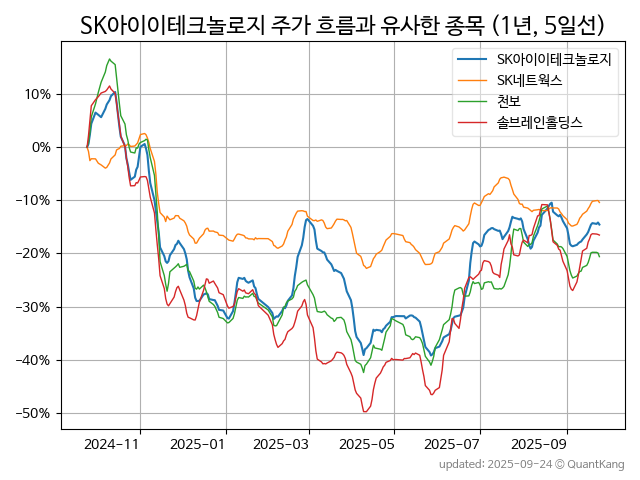 SK아이이테크놀로지 주가 흐름과 유사한 종목 (1년, 5일선)
SK아이이테크놀로지
SK네트웍스
천보
솔브레인홀딩스
10%
0%
−10%
−20%
−30%
−40%
−50%
2024-11 2025-01 2025-03 2025-05 2025-07 2025-09
updated: 2025-09-24 © QuantKang